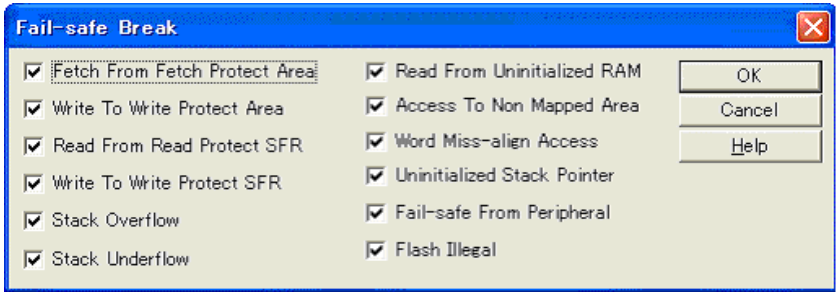 Fail-safe Break
Fetch From Fetch Protect Area
Write To Write Protect Area
Read From Read Protect SFR
Write To Write Protect SFR
Stack Overflow
Stack Underflow
Read From Uninitialized RAM
Access To Non Mapped Area
Word Miss-align Access
Uninitialized Stack Pointer
Fail-safe From Peripheral
Flash Illegal
OK
Cancel
Help